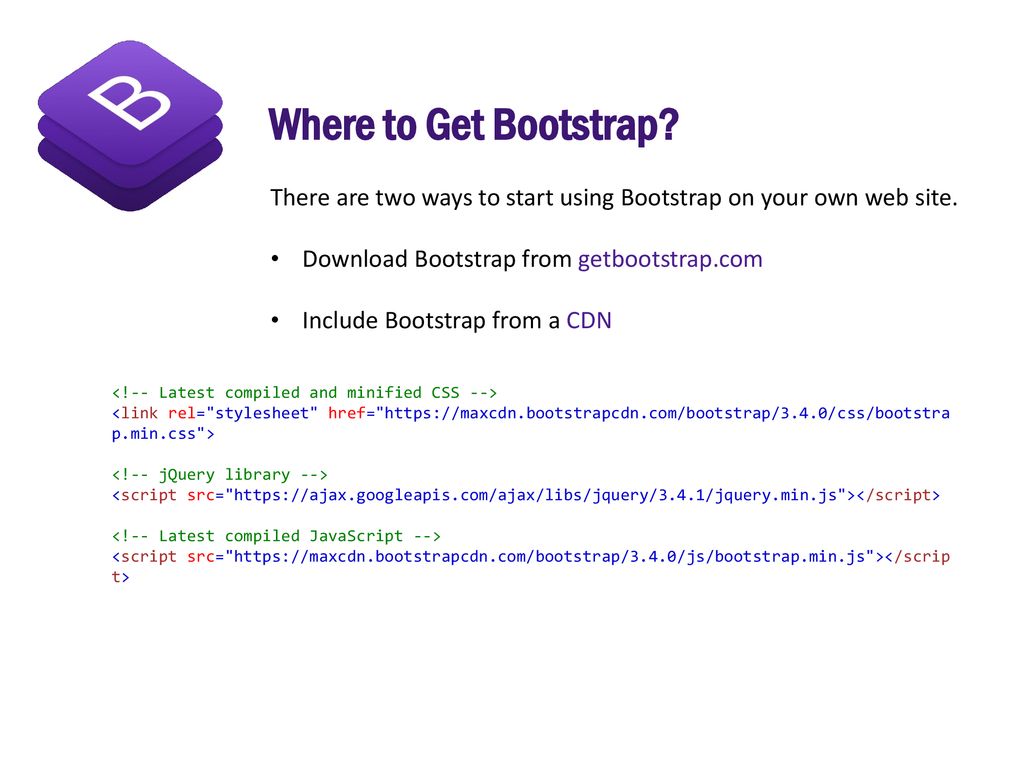 B
Where to Get Bootstrap?
There are two ways to start using Bootstrap on your own web site.
• Download Bootstrap from getbootstrap.com
• Include Bootstrap from a CDN
<!-- Latest compiled and minified CSS -->
<link rel="stylesheet" href="https://maxcdn.bootstrapcdn.com/bootstrap/3.4.0/css/bootstra
p.min.css">
<!-- jQuery library -->
<script src="https://ajax.googleapis.com/ajax/libs/jquery/3.4.1/jquery.min.js"></script>
<!-- Latest compiled JavaScript -->
<script src="https://maxcdn.bootstrapcdn.com/bootstrap/3.4.0/js/bootstrap.min.js"></scrip
t>